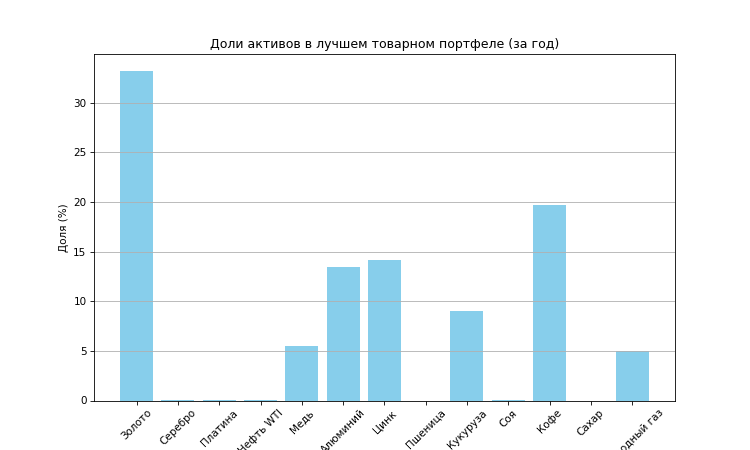 Доли активов в лучшем товарном портфеле (за год)
Доля (%)
30
25
20
15
10
5
0
Золото
Серебро
Платина
Нефть WTI
Медь
Алюминий
Цинк
Пшеница
Кукуруза
Соя
Кофе
Сахар
одный газ